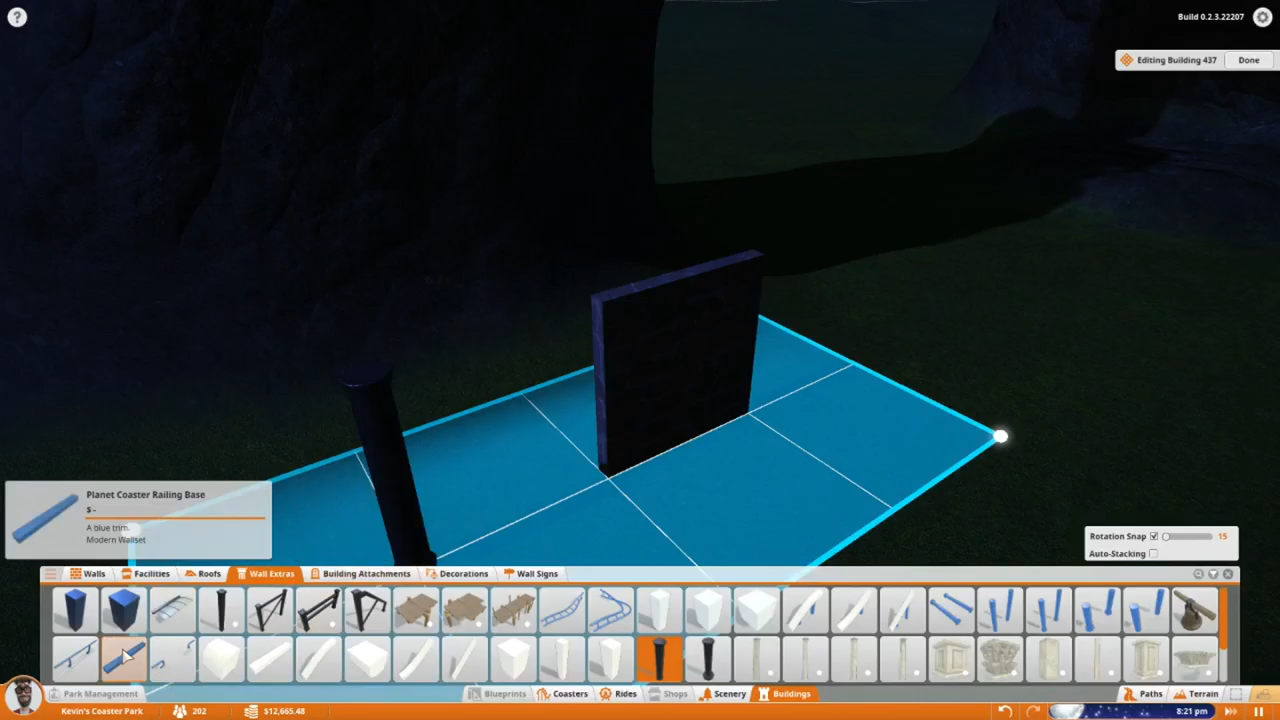 ?
Build 0.2.3.22207
Editing Building 437
Done
Planet Coaster Railing Base
$ -
A blue trim.
Modern Wallset
Rotation Snap
15
Auto-Stacking
Walls
Facilities
Roofs
Wall Extras
Building Attachments
Decorations
Wall Signs
Park Management
Blueprints
Coasters
Rides
Shops
Scenery
Buildings
Paths
Terrain
Kevin's Coaster Park
202
$12,665.48
8:21 pm